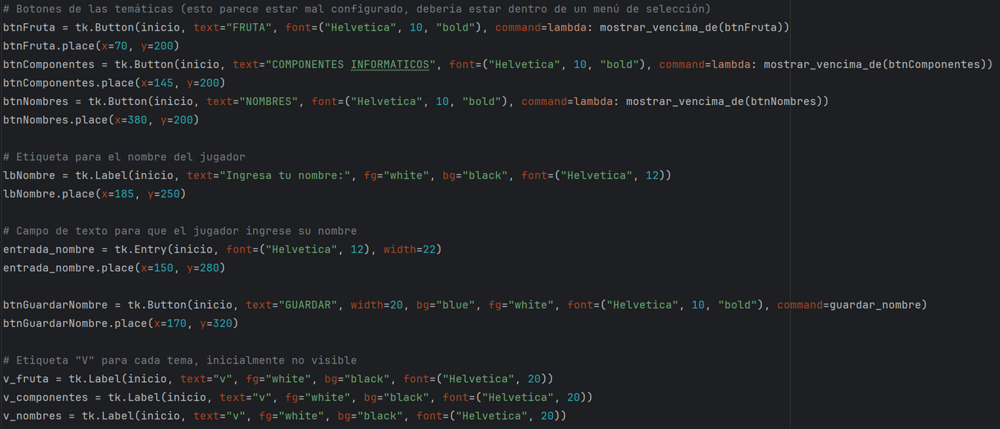 # Botones de las temáticas (esto parece estar mal configurado, debería estar dentro de un menú de selección)
btnFruta = tk.Button(inicio, text="FRUTA", font=("Helvetica", 10, "bold"), command=lambda: mostrar_vencima_de(btnFruta))
btnFruta.place(x=70, y=200)
btnComponentes = tk.Button(inicio, text="COMPONENTES INFORMATICOS", font=("Helvetica", 10, "bold"), command=lambda: mostrar_vencima_de(btnComponentes))
btnComponentes.place(x=145, y=200)
btnNombres = tk.Button(inicio, text="NOMBRES", font=("Helvetica", 10, "bold"), command=lambda: mostrar_vencima_de(btnNombres))
btnNombres.place(x=380, y=200)

# Etiqueta para el nombre del jugador
lbNombre = tk.Label(inicio, text="Ingresa tu nombre:", fg="white", bg="black", font=("Helvetica", 12))
lbNombre.place(x=185, y=250)

# Campo de texto para que el jugador ingrese su nombre
entrada_nombre = tk.Entry(inicio, font=("Helvetica", 12), width=22)
entrada_nombre.place(x=150, y=280)

btnGuardarNombre = tk.Button(inicio, text="GUARDAR", width=20, bg="blue", fg="white", font=("Helvetica", 10, "bold"), command=guardar_nombre)
btnGuardarNombre.place(x=170, y=320)

# Etiqueta "V" para cada tema, inicialmente no visible
v_fruta = tk.Label(inicio, text="v", fg="white", bg="black", font=("Helvetica", 20))
v_componentes = tk.Label(inicio, text="v", fg="white", bg="black", font=("Helvetica", 20))
v_nombres = tk.Label(inicio, text="v", fg="white", bg="black", font=("Helvetica", 20))